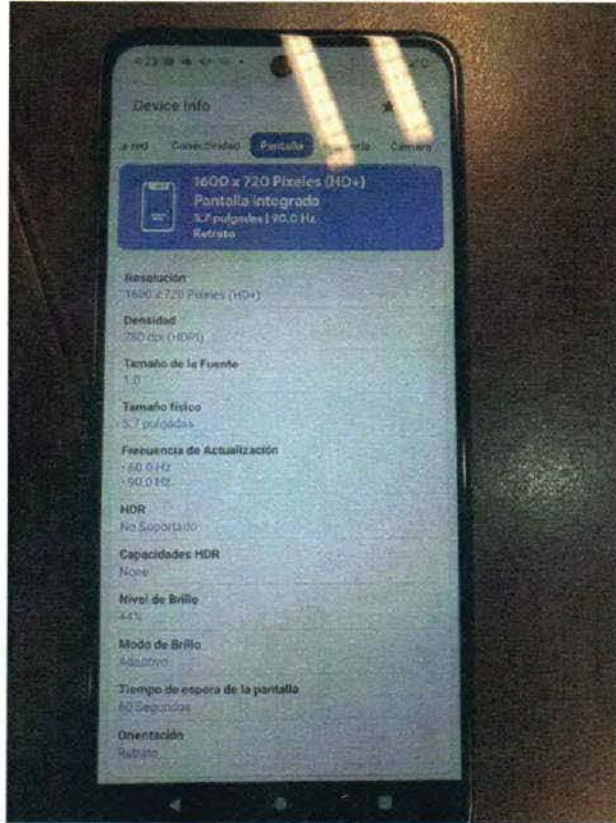 Device Info
Conectividad Pantalla Cámara
1600 x 720 Píxeles (HD+)
Pantalla integrada
5.7 pulgadas | 90.0 Hz
Retrato
Resolución
1600 x 720 Píxeles (HD+)
Densidad
280 dpi (HDPI)
Tamaño de la Fuente
1.0
Tamaño físico
5.7 pulgadas
Frecuencia de Actualización
- 60.0 Hz
- 90.0 Hz
HDR
No Soportado
Capacidades HDR
None
Nivel de Brillo
44%
Modo de Brillo
Adaptivo
Tiempo de espera de la pantalla
60 Segundos
Orientación
Retrato